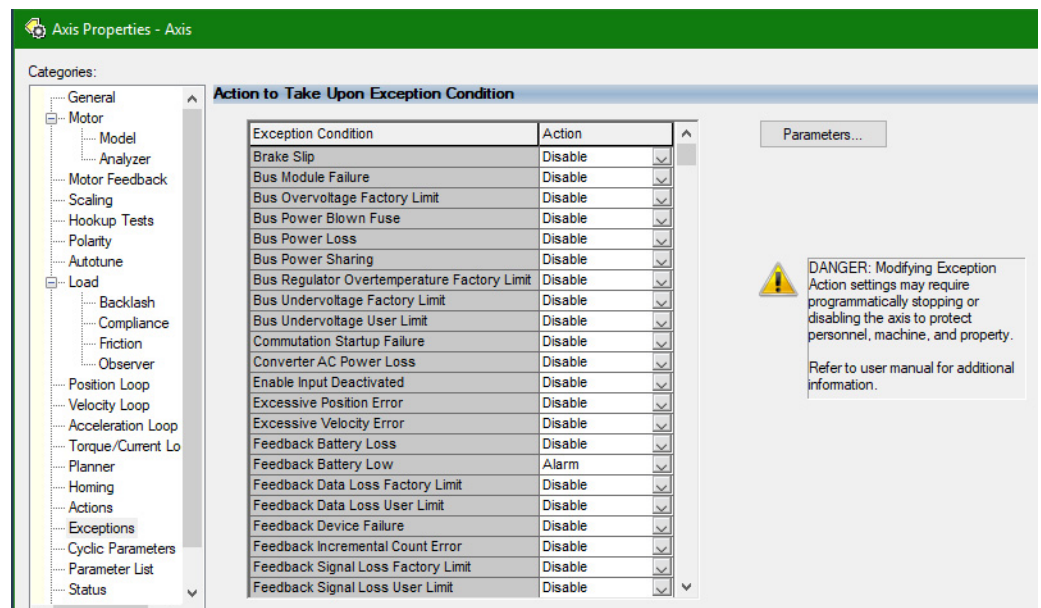 Axis Properties - Axis
Categories:
General
Motor
Model
Analyzer
Motor Feedback
Scaling
Hookup Tests
Polarity
Autotune
Load
Backlash
Compliance
Friction
Observer
Position Loop
Velocity Loop
Acceleration Loop
Torque/Current Lo
Planner
Homing
Actions
Exceptions
Cyclic Parameters
Parameter List
Status
Action to Take Upon Exception Condition
Exception Condition Action
Brake Slip Disable
Bus Module Failure Disable
Bus Overvoltage Factory Limit Disable
Bus Power Blown Fuse Disable
Bus Power Loss Disable
Bus Power Sharing Disable
Bus Regulator Overtemperature Factory Limit Disable
Bus Undervoltage Factory Limit Disable
Bus Undervoltage User Limit Disable
Commutation Startup Failure Disable
Converter AC Power Loss Disable
Enable Input Deactivated Disable
Excessive Position Error Disable
Excessive Velocity Error Disable
Feedback Battery Loss Disable
Feedback Battery Low Alarm
Feedback Data Loss Factory Limit Disable
Feedback Data Loss User Limit Disable
Feedback Device Failure Disable
Feedback Incremental Count Error Disable
Feedback Signal Loss Factory Limit Disable
Feedback Signal Loss User Limit Disable
Parameters...
DANGER: Modifying Exception
Action settings may require
programmatically stopping or
disabling the axis to protect
personnel, machine, and property.
Refer to user manual for additional
information.